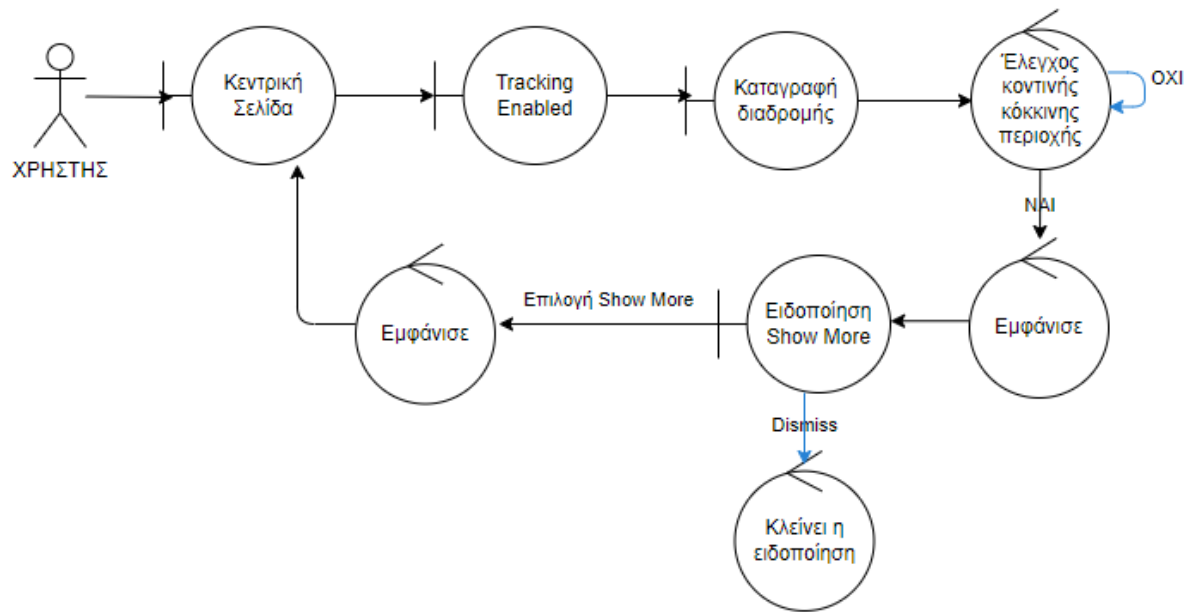 Κεντρική
Σελίδα
Tracking
Enabled
Καταγραφή
διαδρομής
Έλεγχος
κοντινής
κόκκινης
περιοχής
ΟΧΙ
ΧΡΗΣΤΗΣ
ΝΑΙ
Εμφάνισε
Επιλογή Show More
Ειδοποίηση
Show More
Εμφάνισε
Dismiss
Κλείνει η
ειδοποίηση